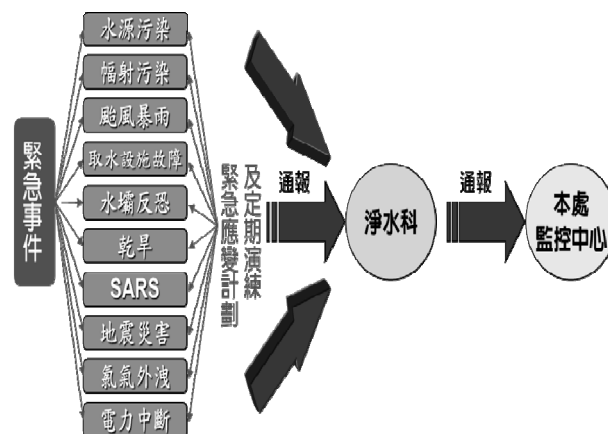 緊急事件
水源污染
幅射污染
颱風暴雨
取水設施故障
水壩反恐
乾旱
SARS
地震災害
氯氣外洩
電力中斷
緊急應變計劃
及定期演練
通報
淨水科
通報
本處
監控中心